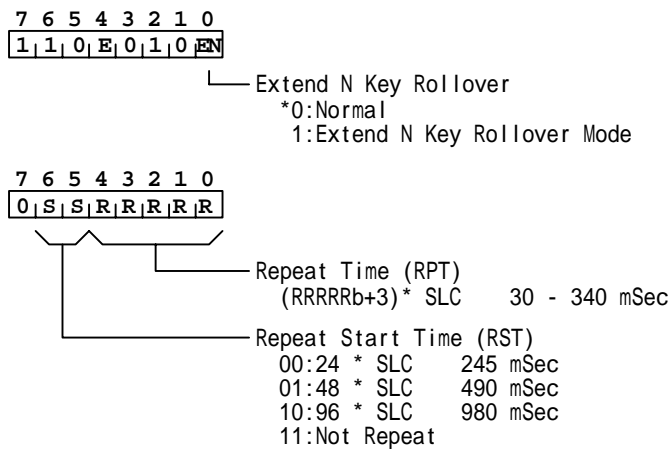 7 6 5 4 3 2 1 0
1 1 0 E 0 1 0 EN
Extend N Key Rollover
*0:Normal
1:Extend N Key Rollover Mode
7 6 5 4 3 2 1 0
0 S S R R R R R
Repeat Time (RPT)
(RRRRRb+3)* SLC 30 - 340 mSec
Repeat Start Time (RST)
00:24 * SLC 245 mSec
01:48 * SLC 490 mSec
10:96 * SLC 980 mSec
11:Not Repeat